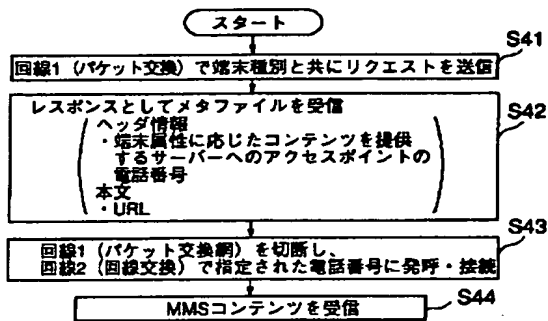 スタート
S41
回線1(パケット交換)で端末種別と共にリクエストを送信
S42
レスポンスとしてメタファイルを受信
ヘッダ情報
・端末属性に応じたコンテンツを提供
するサーバーへのアクセスポイントの
電話番号
本文
・URL
S43
回線1(パケット交換網)を切断し、
回線2(回線交換)で指定された電話番号に発呼・接続
S44
MMSコンテンツを受信